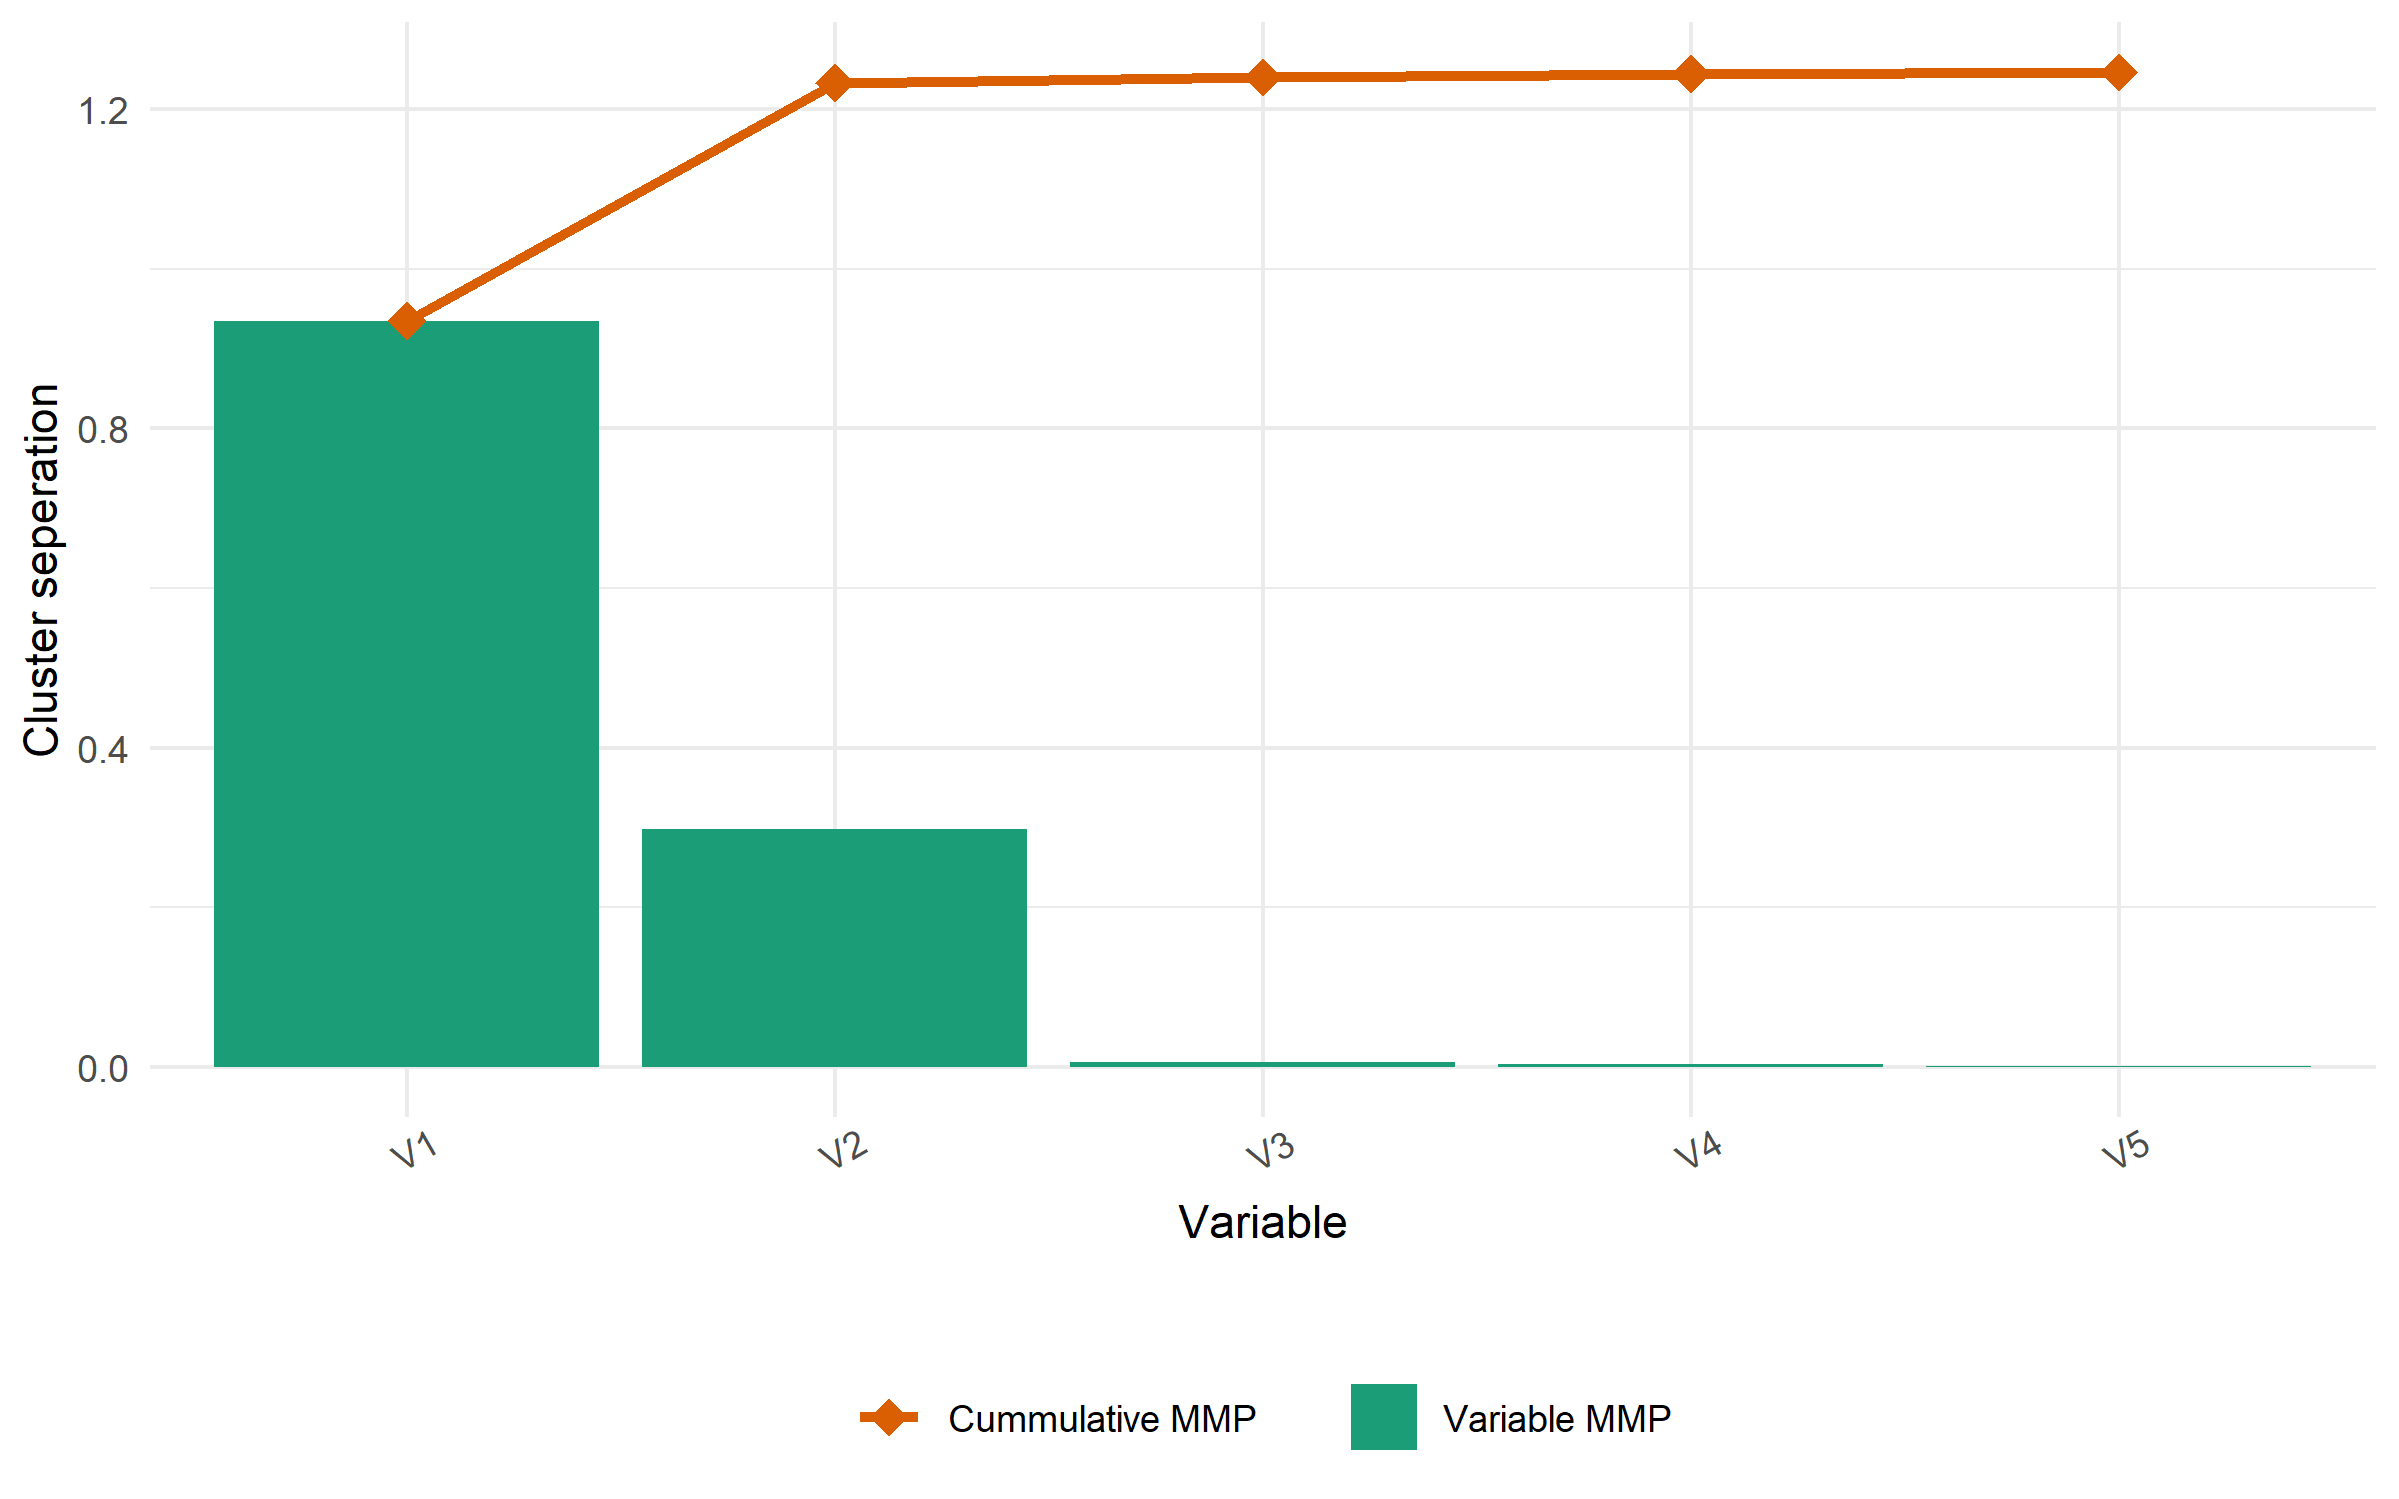 Cluster seperation
1.2
0.8
0.4
0.0
V1 V2 V3 V4 V5
Variable
Cummulative MMP Variable MMP